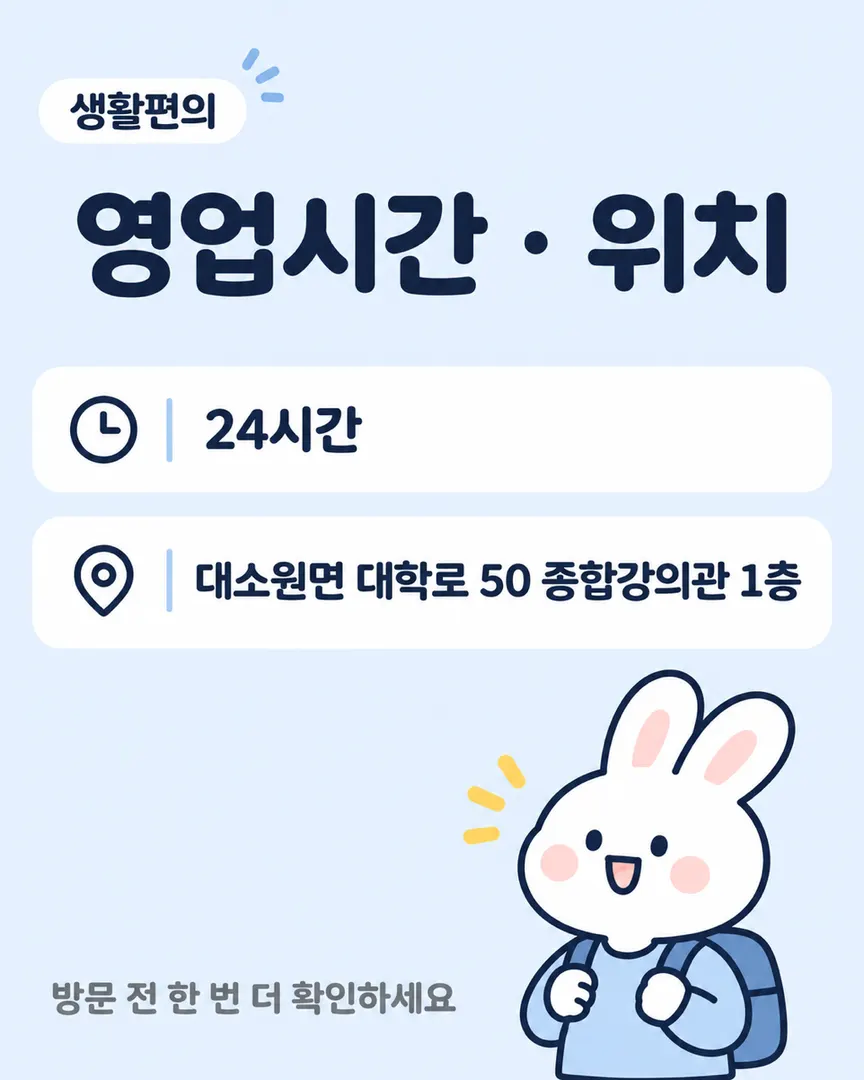 생활편의
영업시간 · 위치
24시간
대소원면 대학로 50 종합강의관 1층
방문 전 한 번 더 확인하세요